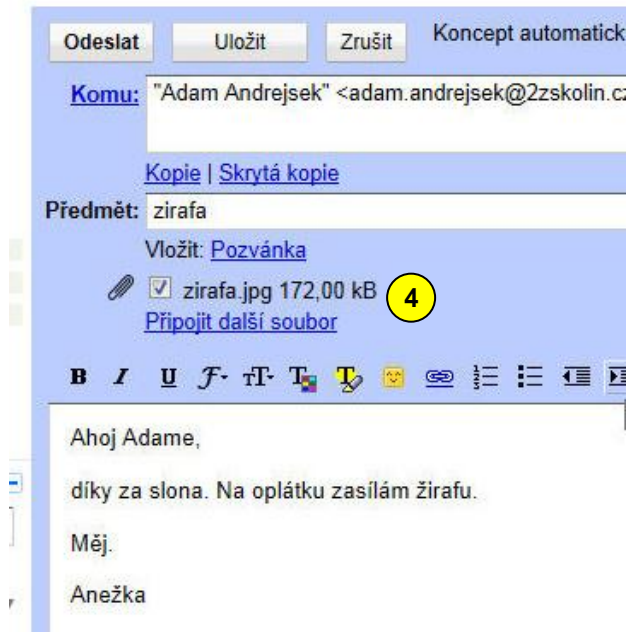 Odeslat Uložit Zrušit Koncept automatick
Komu: "Adam Andrejsek" <adam.andrejsek@2zskolin.cz
Kopie | Skrytá kopie
Předmět: zirafa
Vložit: Pozvánka
zirafa.jpg 172,00 kB 4
Připojit další soubor
B I U F T T T
Ahoj Adame,
díky za slona. Na oplátku zasílám žirafu.
Měj.
Anežka